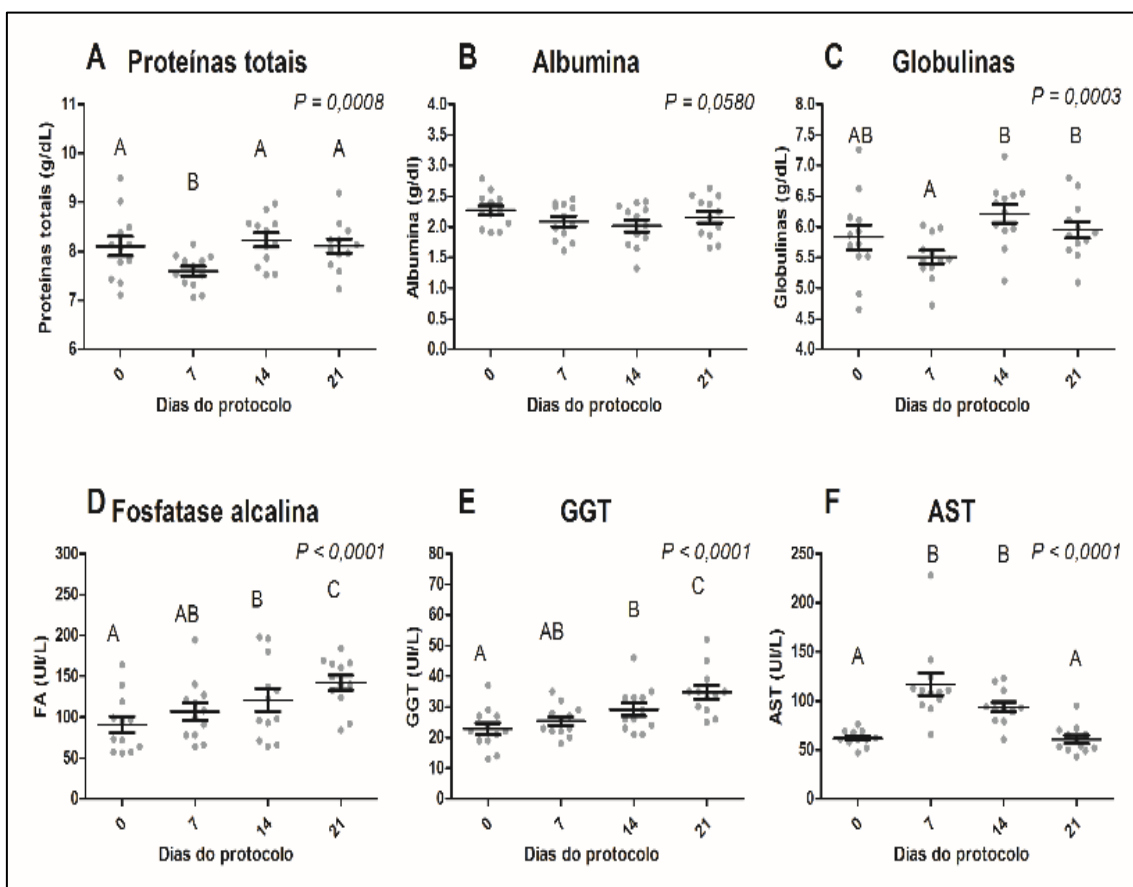 A Proteínas totais
P = 0,0008
Proteínas totais (g/dL)
11
10
9
8
7
6
A
B
A
A
0
7
14
21
Dias do protocolo
B Albumina
P = 0,0580
Albumina (g/dl)
4.0
3.5
3.0
2.5
2.0
1.5
1.0
0.5
0.0
0
7
14
21
Dias do protocolo
C Globulinas
P = 0,0003
Globulinas (g/dL)
8.0
7.5
7.0
6.5
6.0
5.5
5.0
4.5
4.0
AB
A
B
B
0
7
14
21
Dias do protocolo
D Fosfatase alcalina
P < 0,0001
FA (UI/L)
300
250
200
150
100
50
0
A
AB
B
C
0
7
14
21
Dias do protocolo
E GGT
P < 0,0001
GGT (UI/L)
80
70
60
50
40
30
20
10
0
A
AB
B
C
0
7
14
21
Dias do protocolo
F AST
P < 0,0001
AST (UI/L)
250
200
150
100
50
0
A
B
B
A
0
7
14
21
Dias do protocolo